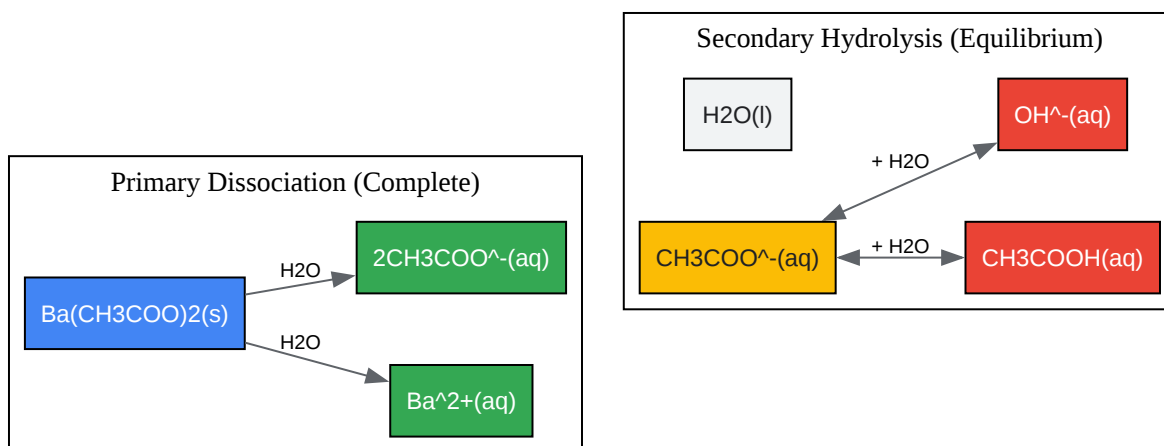 Primary Dissociation (Complete)
Ba(CH3COO)2(s)
H2O
H2O
2CH3COO^-(aq)
Ba^2+(aq)
Secondary Hydrolysis (Equilibrium)
H2O(l)
OH^-(aq)
+ H2O
CH3COO^-(aq)
+ H2O
CH3COOH(aq)